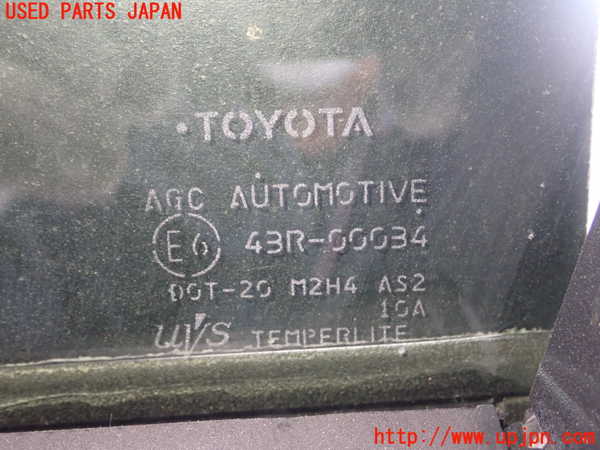 USED PARTS JAPAN
TOYOTA
AGC AUTOMOTIVE
E6 43R-00034
DOT-20 M2H4 AS2
10A
UVS TEMPERLITE
http://www.upjpn.com/